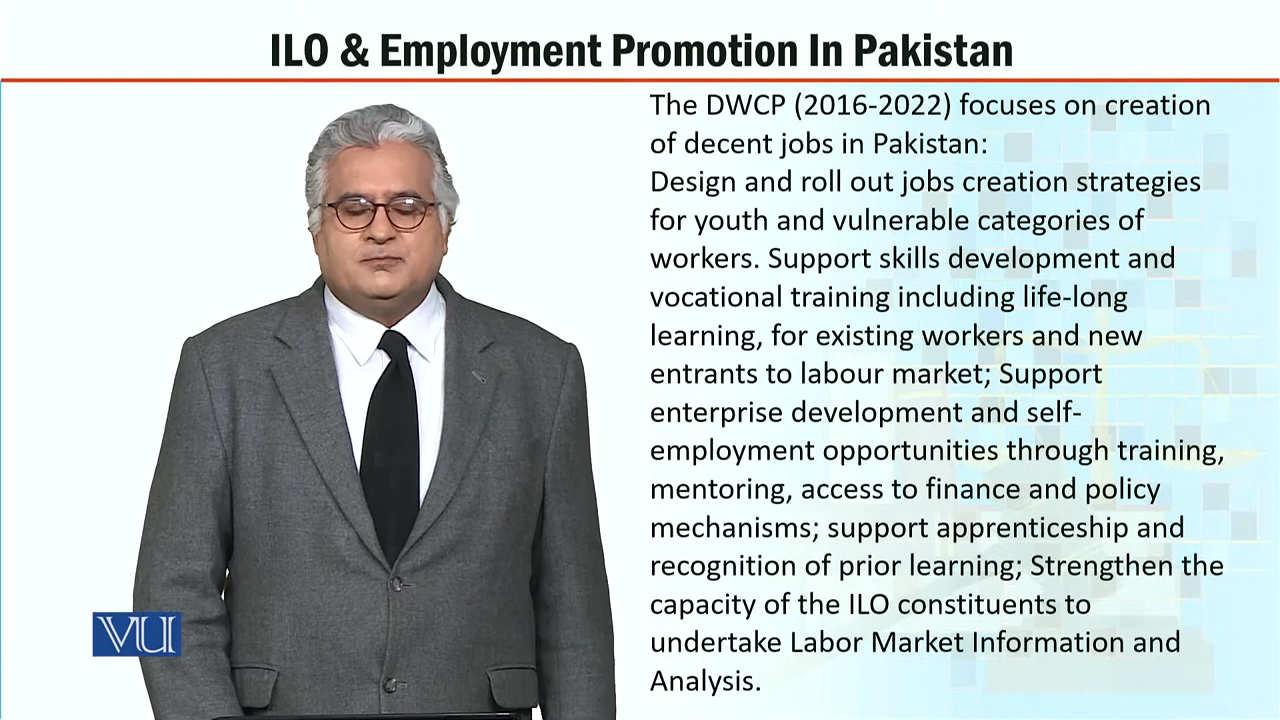 ILO & Employment Promotion In Pakistan
The DWCP (2016-2022) focuses on creation
of decent jobs in Pakistan:
Design and roll out jobs creation strategies
for youth and vulnerable categories of
workers. Support skills development and
vocational training including life-long
learning, for existing workers and new
entrants to labour market; Support
enterprise development and self-
employment opportunities through training,
mentoring, access to finance and policy
mechanisms; support apprenticeship and
recognition of prior learning; Strengthen the
capacity of the ILO constituents to
undertake Labor Market Information and
Analysis.
VU